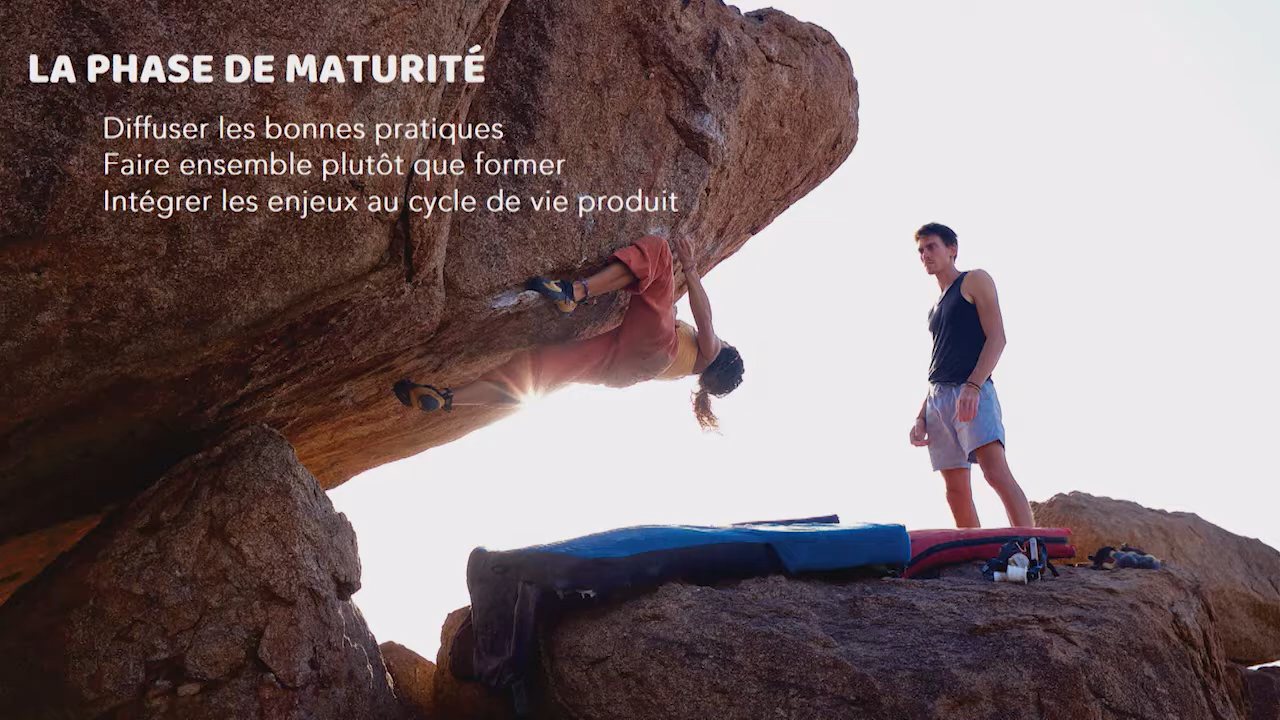 LA PHASE DE MATURITÉ
Diffuser les bonnes pratiques
Faire ensemble plutôt que former
Intégrer les enjeux au cycle de vie produit